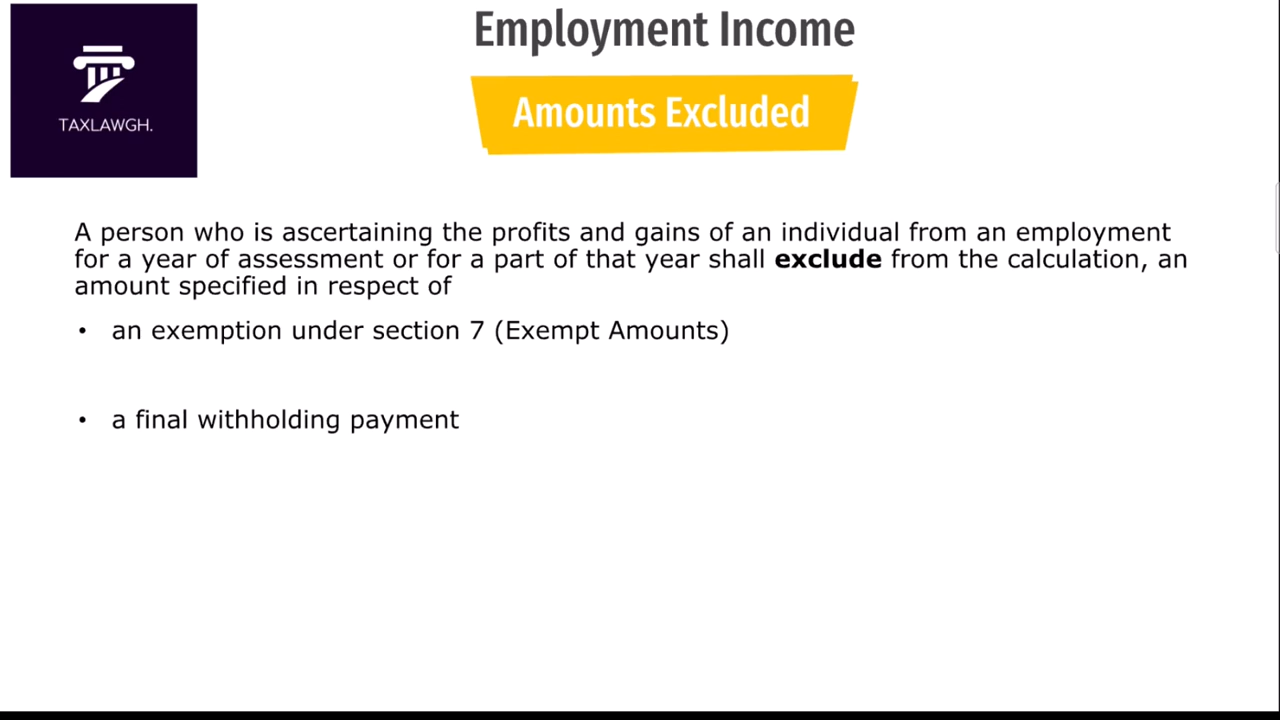 TAXLAWGH.
Employment Income
Amounts Excluded
A person who is ascertaining the profits and gains of an individual from an employment
for a year of assessment or for a part of that year shall exclude from the calculation, an
amount specified in respect of
• an exemption under section 7 (Exempt Amounts)
• a final withholding payment